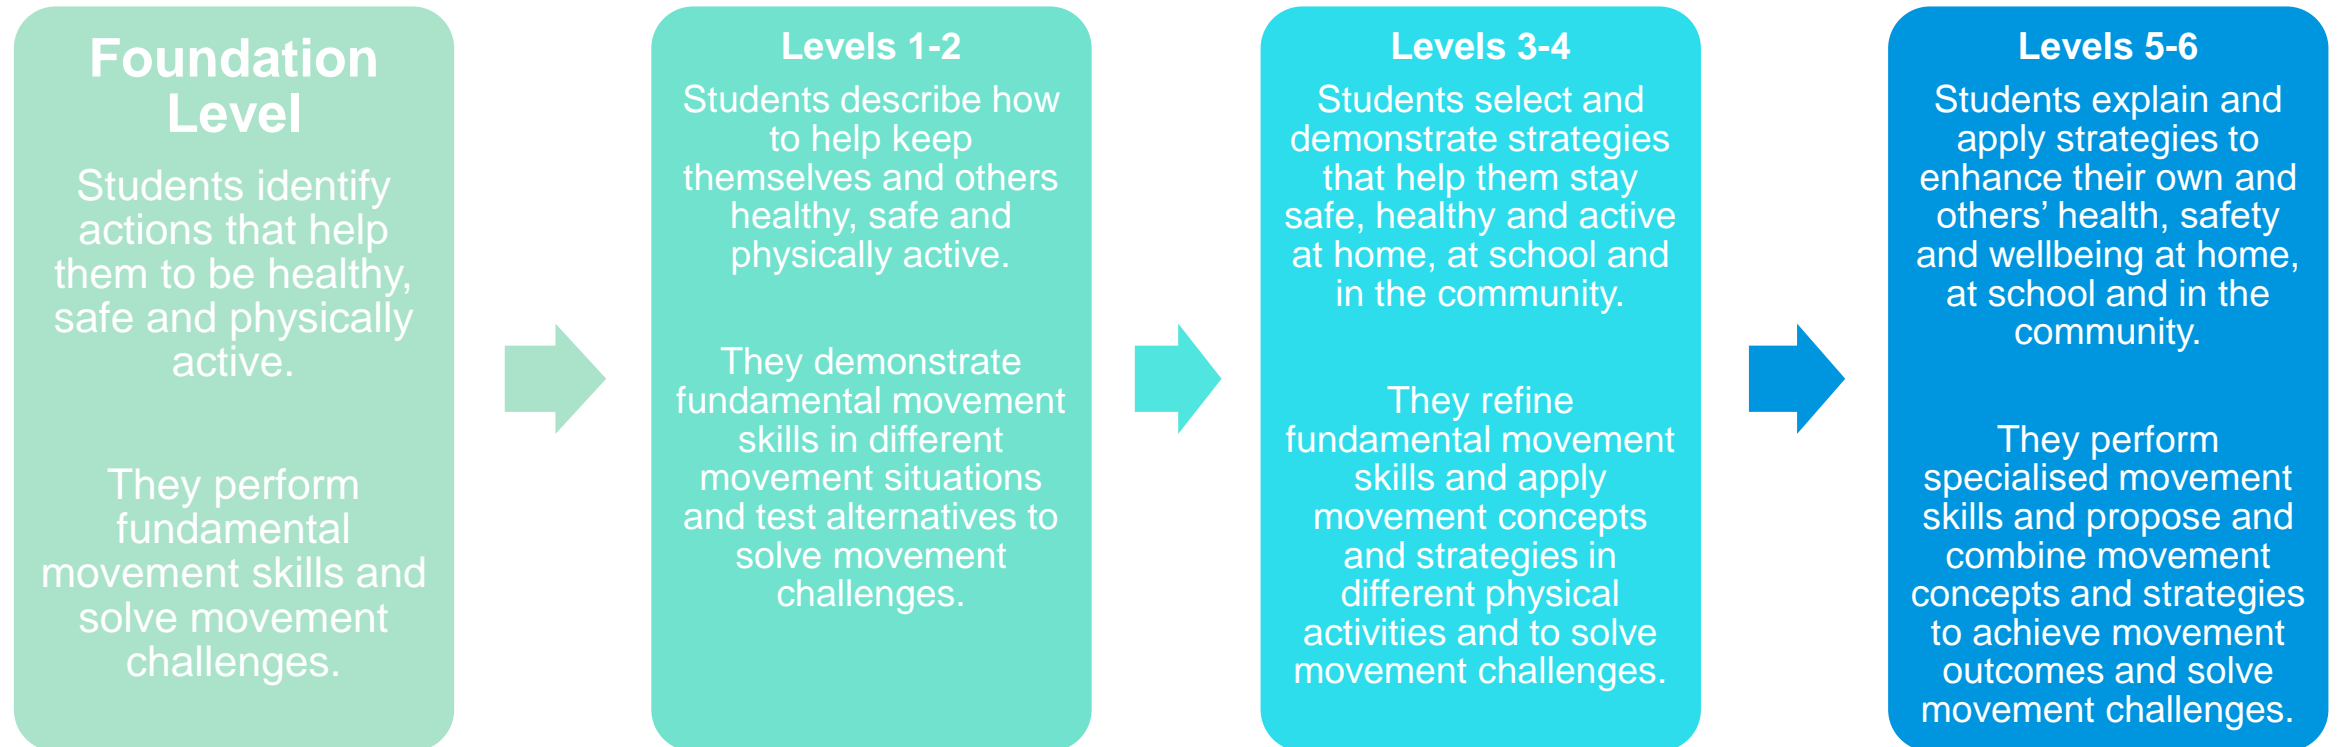 Foundation
Level
Students identify
actions that help
them to be healthy,
safe and physically
active.
They perform
fundamental
movement skills and
solve movement
challenges.
Levels 1-2
Students describe how
to help keep
themselves and others
healthy, safe and
physically active.
They demonstrate
fundamental movement
skills in different
movement situations
and test alternatives to
solve movement
challenges.
Levels 3-4
Students select and
demonstrate strategies
that help them stay
safe, healthy and active
at home, at school and
in the community.
They refine
fundamental movement
skills and apply
movement concepts
and strategies in
different physical
activities and to solve
movement challenges.
Levels 5-6
Students explain and
apply strategies to
enhance their own and
others’ health, safety
and wellbeing at home,
at school and in the
community.
They perform
specialised movement
skills and propose and
combine movement
concepts and strategies
to achieve movement
outcomes and solve
movement challenges.